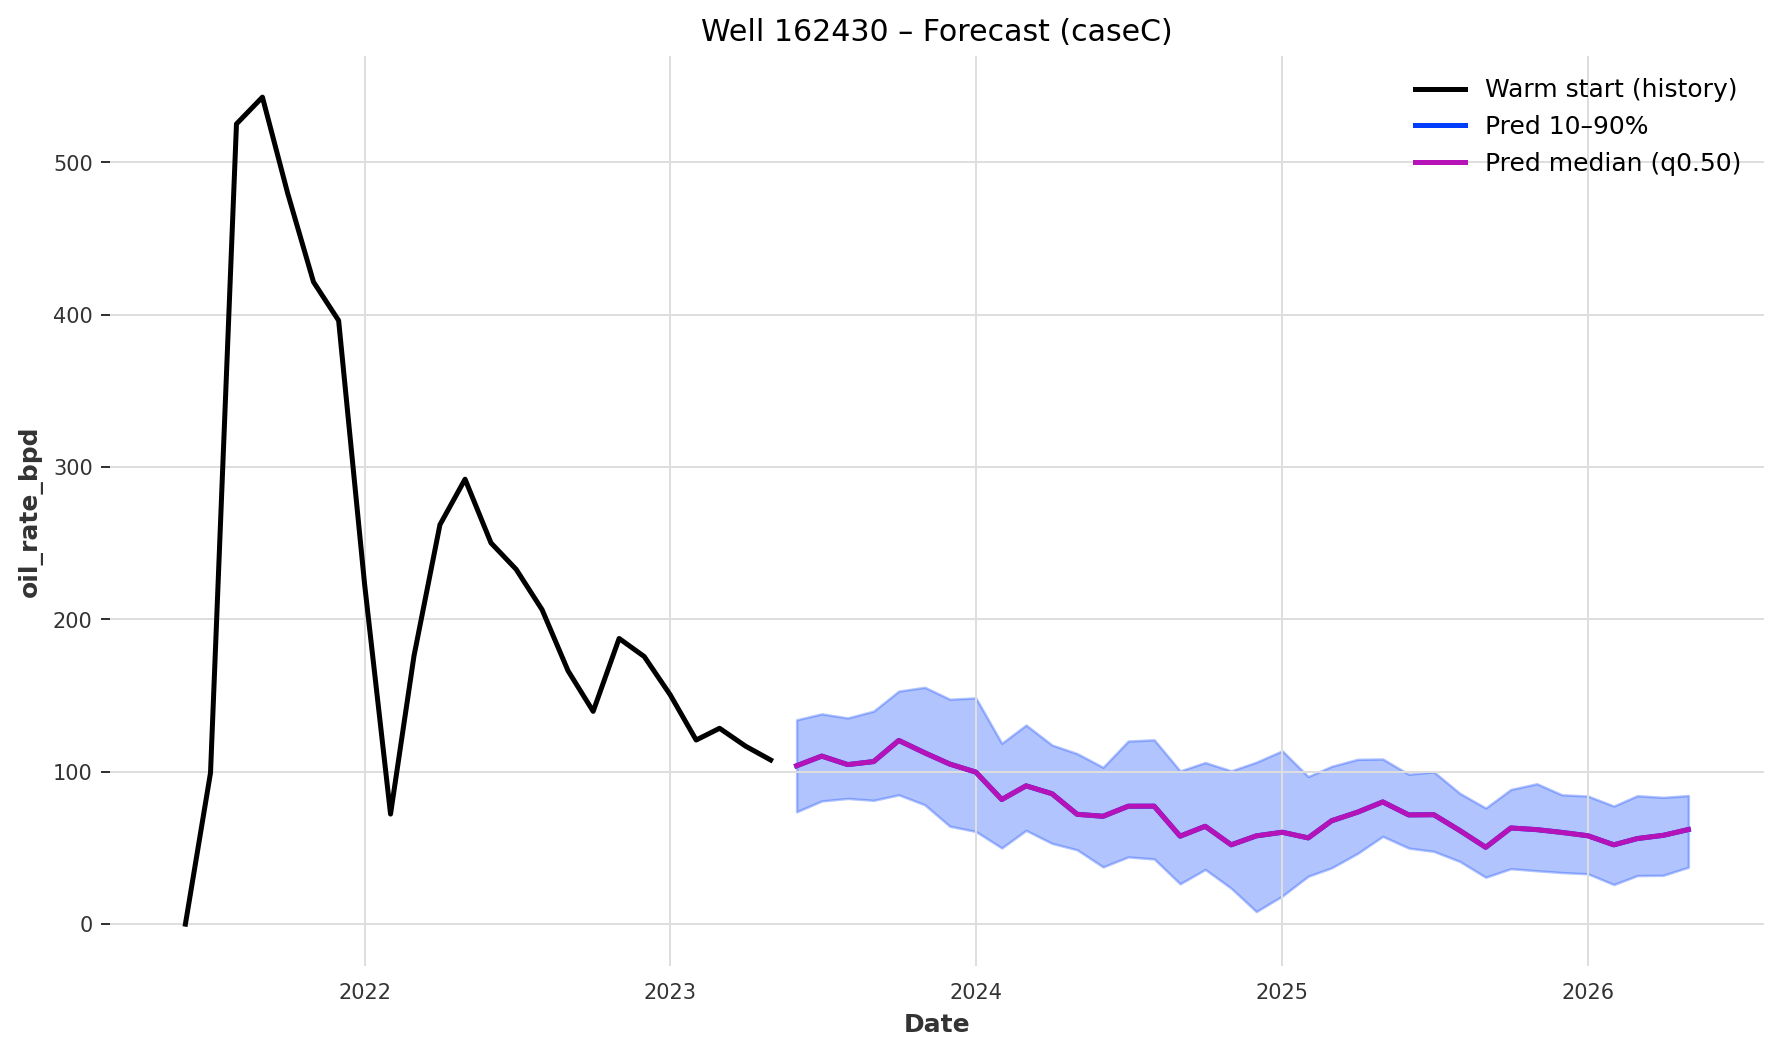 Well 162430 – Forecast (caseC)
Warm start (history)
Pred 10–90%
Pred median (q0.50)
oil_rate_bpd
500
400
300
200
100
0
2022
2023
2024
2025
2026
Date